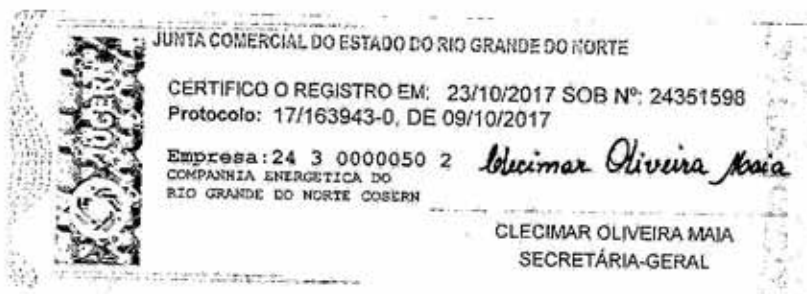 JUNTA COMERCIAL DO ESTADO DO RIO GRANDE DO NORTE
CERTIFICO O REGISTRO EM: 23/10/2017 SOB Nº: 24351598
Protocolo: 17/163943-0, DE 09/10/2017
Empresa:24 3 0000050 2
COMPANHIA ENERGETICA DO
RIO GRANDE DO NORTE COSERN
Clecimar Oliveira Maia
CLECIMAR OLIVEIRA MAIA
SECRETÁRIA-GERAL
JUCERN